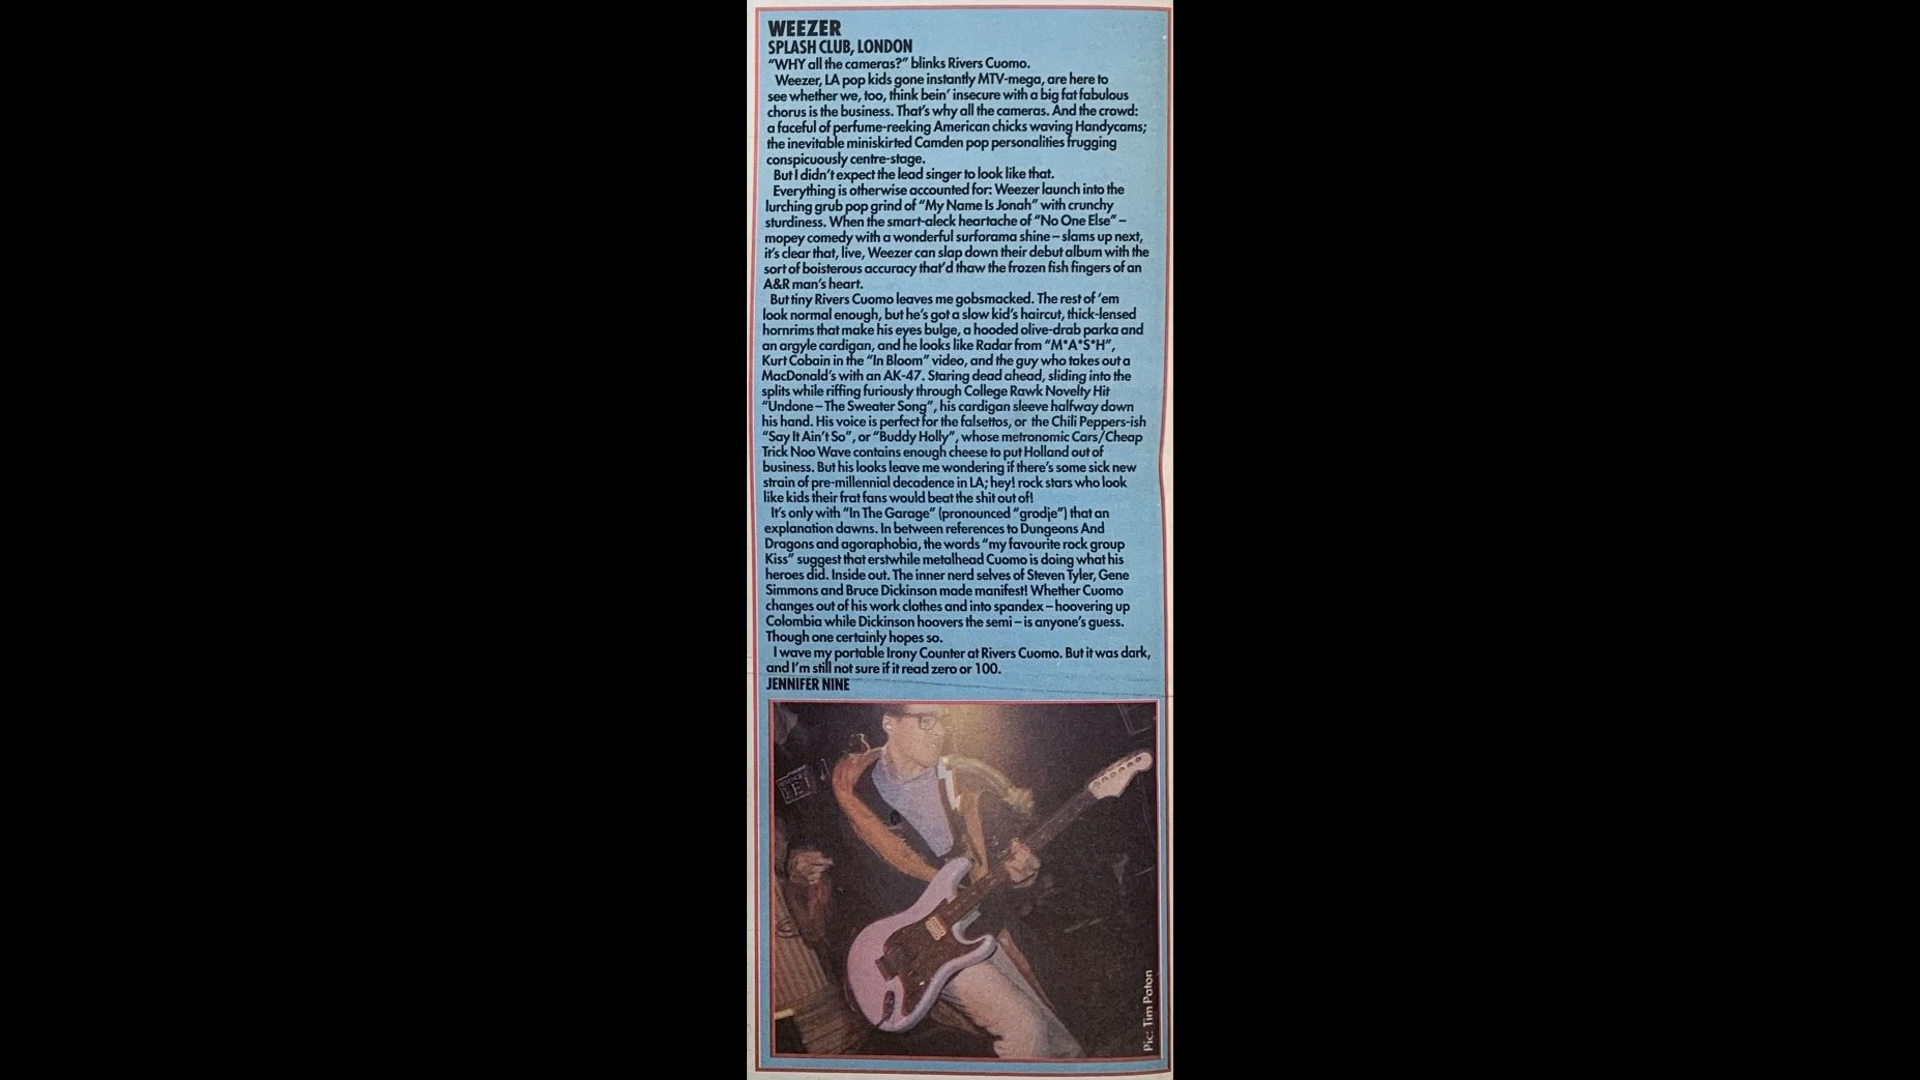 WEEZER
SPLASH CLUB, LONDON
“WHY all the cameras?” blinks Rivers Cuomo.
Weezer, LA pop kids gone instantly MTV-mega, are here to
see whether we, too, think bein’ insecure with a big fat fabulous
chorus is the business. That’s why all the cameras. And the crowd:
a faceful of perfume-reeking American chicks waving Handycams;
the inevitable miniskirted Camden pop personalities frugging
conspicuously centre-stage.
But I didn’t expect the lead singer to look like that.
Everything is otherwise accounted for: Weezer launch into the
lurching grub pop grind of “My Name Is Jonah” with crunchy
sturdiness. When the smart-aleck heartache of “No One Else” –
mopey comedy with a wonderful surforama shine – slams up next,
it’s clear that, live, Weezer can slap down their debut album with the
sort of boisterous accuracy that’d thaw the frozen fish fingers of an
A&R man’s heart.
But tiny Rivers Cuomo leaves me gobsmacked. The rest of ’em
look normal enough, but he’s got a slow kid’s haircut, thick-lensed
hornrims that make his eyes bulge, a hooded olive-drab parka and
an argyle cardigan, and he looks like Radar from “M*A*S*H”,
Kurt Cobain in the “In Bloom” video, and the guy who takes out a
MacDonald’s with an AK-47. Staring dead ahead, sliding into the
splits while riffing furiously through College Rawk Novelty Hit
“Undone – The Sweater Song”, his cardigan sleeve halfway down
his hand. His voice is perfect for the falsettos, or the Chili Peppers-ish
“Say It Ain’t So”, or “Buddy Holly”, whose metronomic Cars/Cheap
Trick Noo Wave contains enough cheese to put Holland out of
business. But his looks leave me wondering if there’s some sick new
strain of pre-millennial decadence in LA; hey! rock stars who look
like kids their frat fans would beat the shit out of!
It’s only with “In The Garage” (pronounced “grodje”) that an
explanation dawns. In between references to Dungeons And
Dragons and agoraphobia, the words “my favourite rock group
Kiss” suggest that erstwhile metalhead Cuomo is doing what his
heroes did. Inside out. The inner nerd selves of Steven Tyler, Gene
Simmons and Bruce Dickinson made manifest! Whether Cuomo
changes out of his work clothes and into spandex – hoovering up
Colombia while Dickinson hoovers the semi – is anyone’s guess.
Though one certainly hopes so.
I wave my portable Irony Counter at Rivers Cuomo. But it was dark,
and I’m still not sure if it read zero or 100.
JENNIFER NINE
Pic: Tim Paton